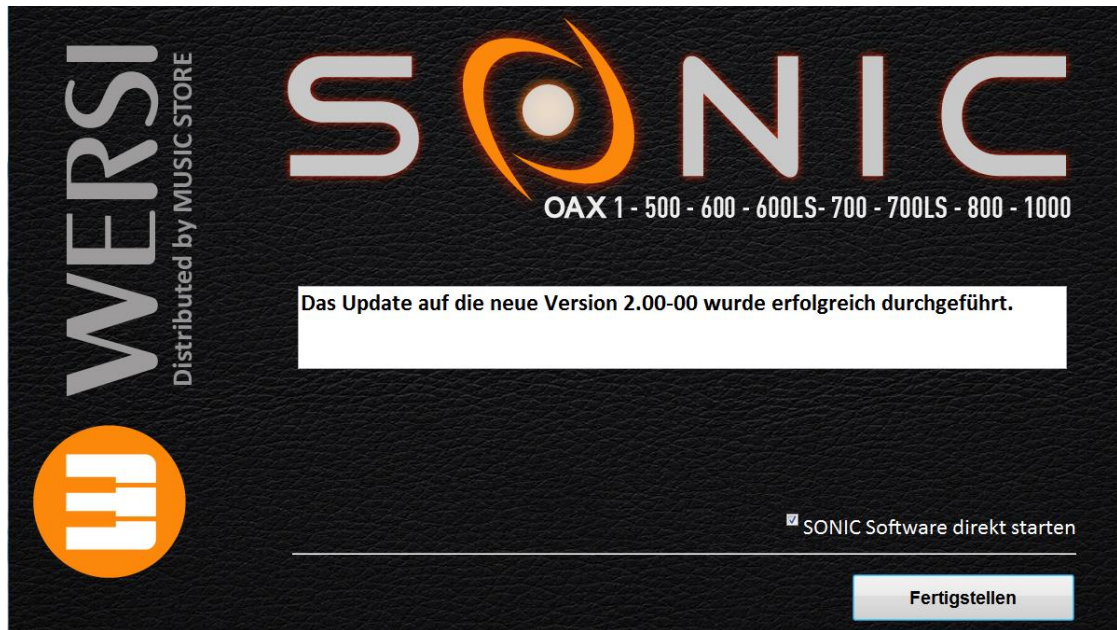 WERSI
Distributed by MUSIC STORE
SONIC
OAX 1 - 500 - 600 - 600LS- 700 - 700LS - 800 - 1000
Das Update auf die neue Version 2.00-00 wurde erfolgreich durchgeführt.
SONIC Software direkt starten
Fertigstellen